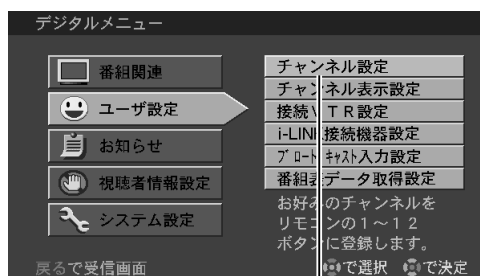 デジタルメニュー
番組関連
ユーザ設定
お知らせ
視聴者情報設定
システム設定
チャンネル設定
チャンネル表示設定
接続VTR設定
i-LINK接続機器設定
ブロードキャスト入力設定
番組表データ取得設定
お好みのチャンネルを
リモコンの1〜12
ボタンに登録します。
戻るで受信画面
で選択 で決定